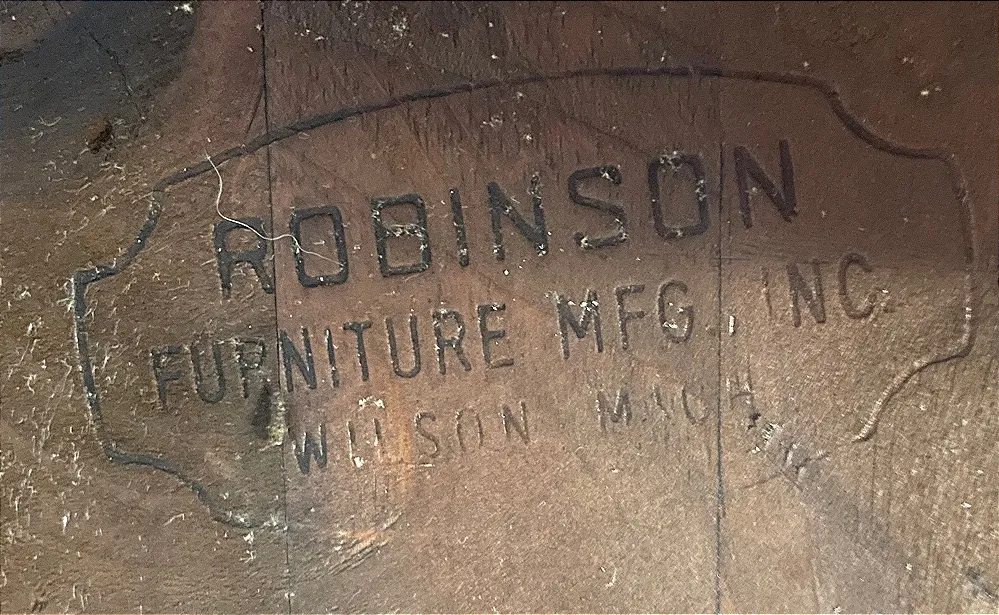 ROBINSON
FURNITURE MFG. INC.
WILSON MICH